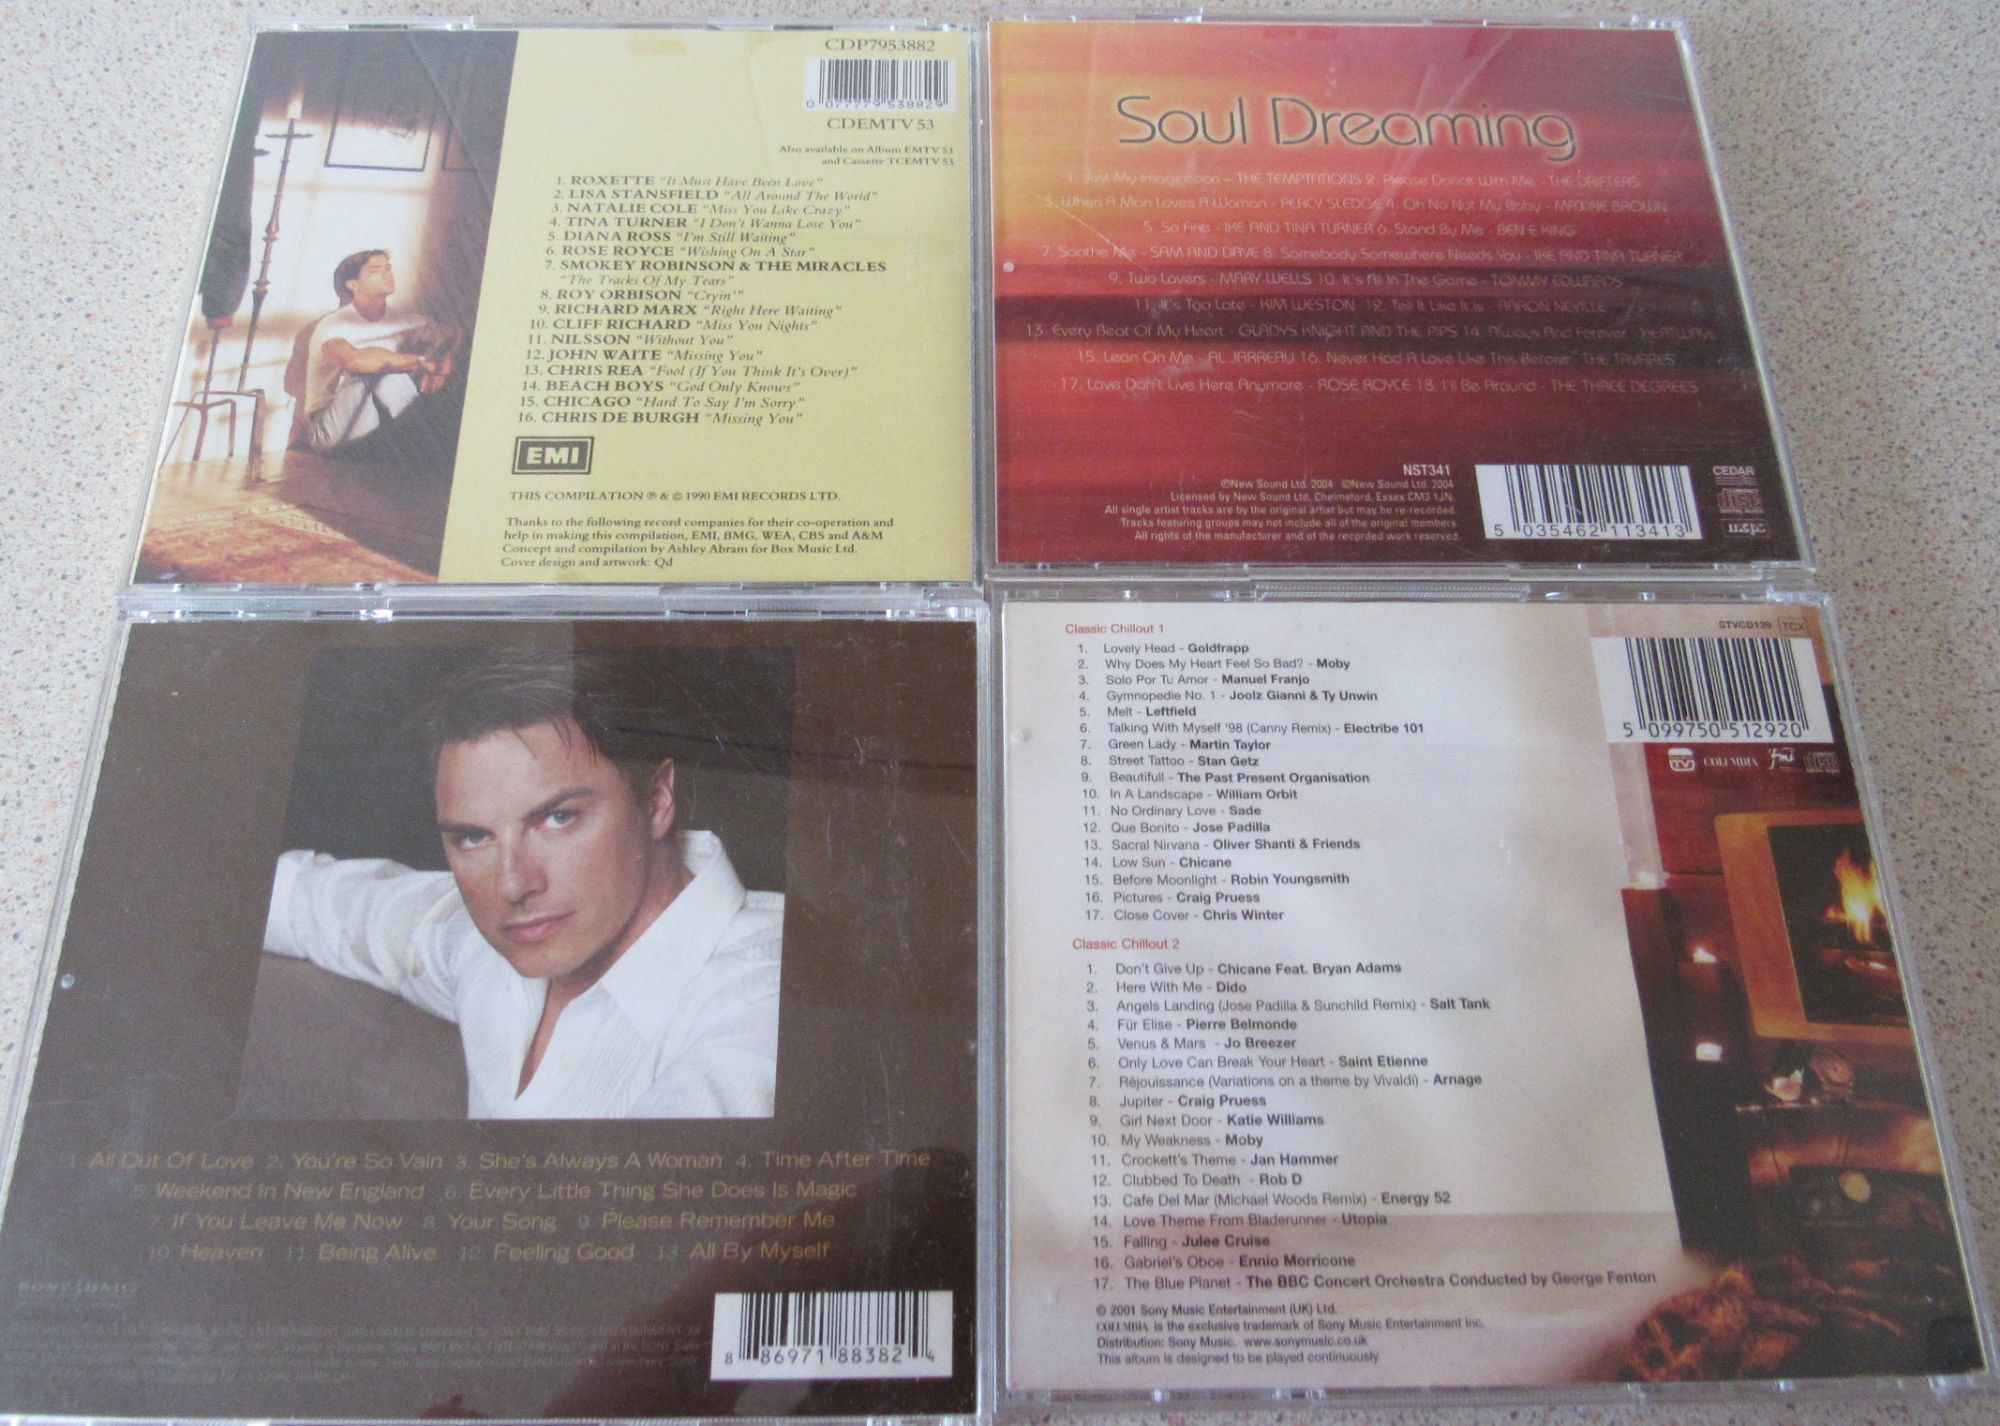 CDP7953882
0 077779 538829
CDEMTV 53
Also available on Album EMTV 53
and Cassette TCEMTV 53
1. ROXETTE "It Must Have Been Love"
2. LISA STANSFIELD "All Around The World"
3. NATALIE COLE "Miss You Like Crazy"
4. TINA TURNER "I Don't Wanna Lose You"
5. DIANA ROSS "I'm Still Waiting"
6. ROSE ROYCE "Wishing On A Star"
7. SMOKEY ROBINSON & THE MIRACLES
"The Tracks Of My Tears"
8. ROY ORBISON "Cryin'"
9. RICHARD MARX "Right Here Waiting"
10. CLIFF RICHARD "Miss You Nights"
11. NILSSON "Without You"
12. JOHN WAITE "Missing You"
13. CHRIS REA "Fool (If You Think It's Over)"
14. BEACH BOYS "God Only Knows"
15. CHICAGO "Hard To Say I'm Sorry"
16. CHRIS DE BURGH "Missing You"
EMI
THIS COMPILATION ℗ & © 1990 EMI RECORDS LTD.
Thanks to the following record companies for their co-operation and
help in making this compilation, EMI, BMG, WEA, CBS and A&M
Concept and compilation by Ashley Abram for Box Music Ltd.
Cover design and artwork: Qd
Soul Dreaming
1. Just My Imagination - THE TEMPTATIONS 2. Please Dance With Me - THE DRIFTERS
3. When A Man Loves A Woman - PERCY SLEDGE 4. Oh No Not My Baby - MAXINE BROWN
5. So Fine - IKE AND TINA TURNER 6. Stand By Me - BEN E KING
7. Soothe Me - SAM AND DAVE 8. Somebody Somewhere Needs You - IKE AND TINA TURNER
9. Two Lovers - MARY WELLS 10. It's All In The Game - TOMMY EDWARDS
11. It's Too Late - KIM WESTON 12. Tell It Like It Is - AARON NEVILLE
13. Every Beat Of My Heart - GLADYS KNIGHT AND THE PIPS 14. Always And Forever - HEATWAVE
15. Lean On Me - AL JARREAU 16. Never Had A Love Like This Before - THE TAVARES
17. Love Don't Live Here Anymore - ROSE ROYCE 18. I'll Be Around - THE THREE DEGREES
NST341
℗New Sound Ltd. 2004 ©New Sound Ltd. 2004
Licensed by New Sound Ltd, Chelmsford, Essex CM3 1JN.
All single artist tracks are by the original artist but may be re-recorded.
Tracks featuring groups may not include all of the original members.
All rights of the manufacturer and of the recorded work reserved.
5 035462 113413
CEDAR
COMPACT
disc
DIGITAL AUDIO
mcps
1. All Out Of Love 2. You're So Vain 3. She's Always A Woman 4. Time After Time
5. Weekend In New England 6. Every Little Thing She Does Is Magic
7. If You Leave Me Now 8. Your Song 9. Please Remember Me
10. Heaven 11. Being Alive 12. Feeling Good 13. All By Myself
SONY BMG
8 86971 88382 4
STVCD129 TCX
5 099750 512920
TV COLUMBIA fmi disc
Classic Chillout 1
1. Lovely Head - Goldfrapp
2. Why Does My Heart Feel So Bad? - Moby
3. Solo Por Tu Amor - Manuel Franjo
4. Gymnopedie No. 1 - Joolz Gianni & Ty Unwin
5. Melt - Leftfield
6. Talking With Myself '98 (Canny Remix) - Electribe 101
7. Green Lady - Martin Taylor
8. Street Tattoo - Stan Getz
9. Beautifull - The Past Present Organisation
10. In A Landscape - William Orbit
11. No Ordinary Love - Sade
12. Que Bonito - Jose Padilla
13. Sacral Nirvana - Oliver Shanti & Friends
14. Low Sun - Chicane
15. Before Moonlight - Robin Youngsmith
16. Pictures - Craig Pruess
17. Close Cover - Chris Winter
Classic Chillout 2
1. Don't Give Up - Chicane Feat. Bryan Adams
2. Here With Me - Dido
3. Angels Landing (Jose Padilla & Sunchild Remix) - Salt Tank
4. Für Elise - Pierre Belmonde
5. Venus & Mars - Jo Breezer
6. Only Love Can Break Your Heart - Saint Etienne
7. Réjouissance (Variations on a theme by Vivaldi) - Arnage
8. Jupiter - Craig Pruess
9. Girl Next Door - Katie Williams
10. My Weakness - Moby
11. Crockett's Theme - Jan Hammer
12. Clubbed To Death - Rob D
13. Cafe Del Mar (Michael Woods Remix) - Energy 52
14. Love Theme From Bladerunner - Utopia
15. Falling - Julee Cruise
16. Gabriel's Oboe - Ennio Morricone
17. The Blue Planet - The BBC Concert Orchestra Conducted by George Fenton
© 2001 Sony Music Entertainment (UK) Ltd.
COLUMBIA is the exclusive trademark of Sony Music Entertainment Inc.
Distribution: Sony Music. www.sonymusic.co.uk
This album is designed to be played continuously